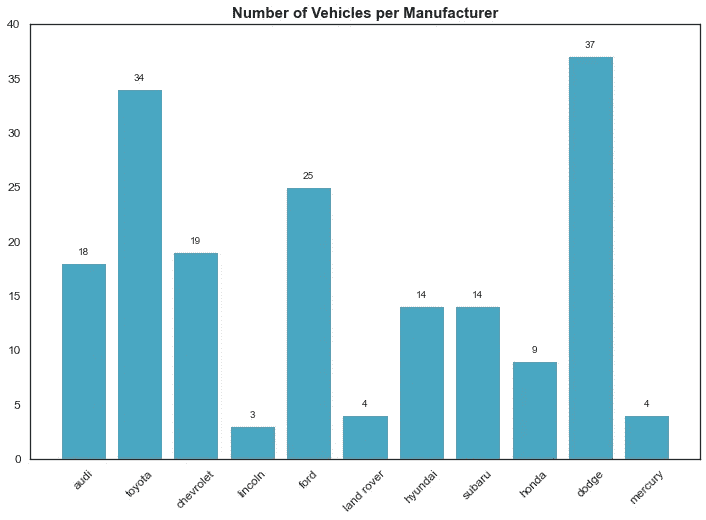 Number of Vehicles per Manufacturer
40
35
30
25
20
15
10
5
0
18
34
19
3
25
4
14
14
9
37
4
audi
toyota
chevrolet
lincoln
ford
land rover
hyundai
subaru
honda
dodge
mercury